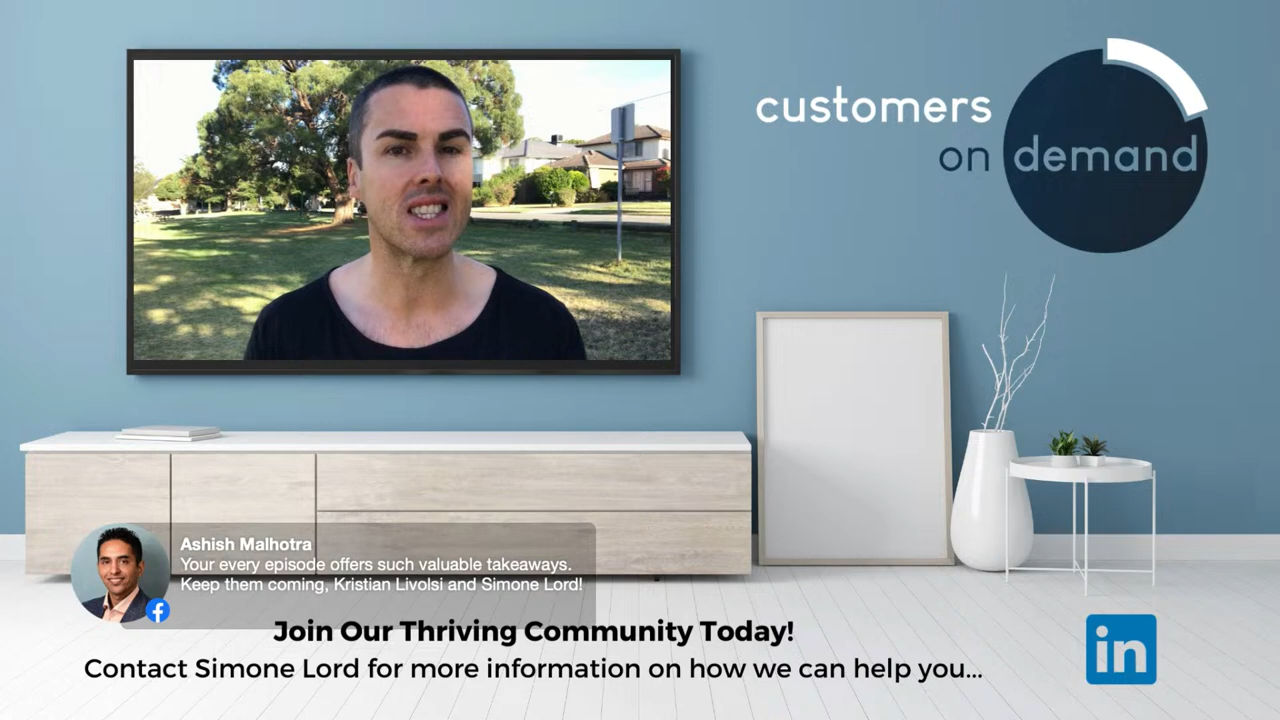 customers
on demand
Ashish Malhotra
Your every episode offers such valuable takeaways.
Keep them coming, Kristian Livolsi and Simone Lord!
Join Our Thriving Community Today!
Contact Simone Lord for more information on how we can help you...
in